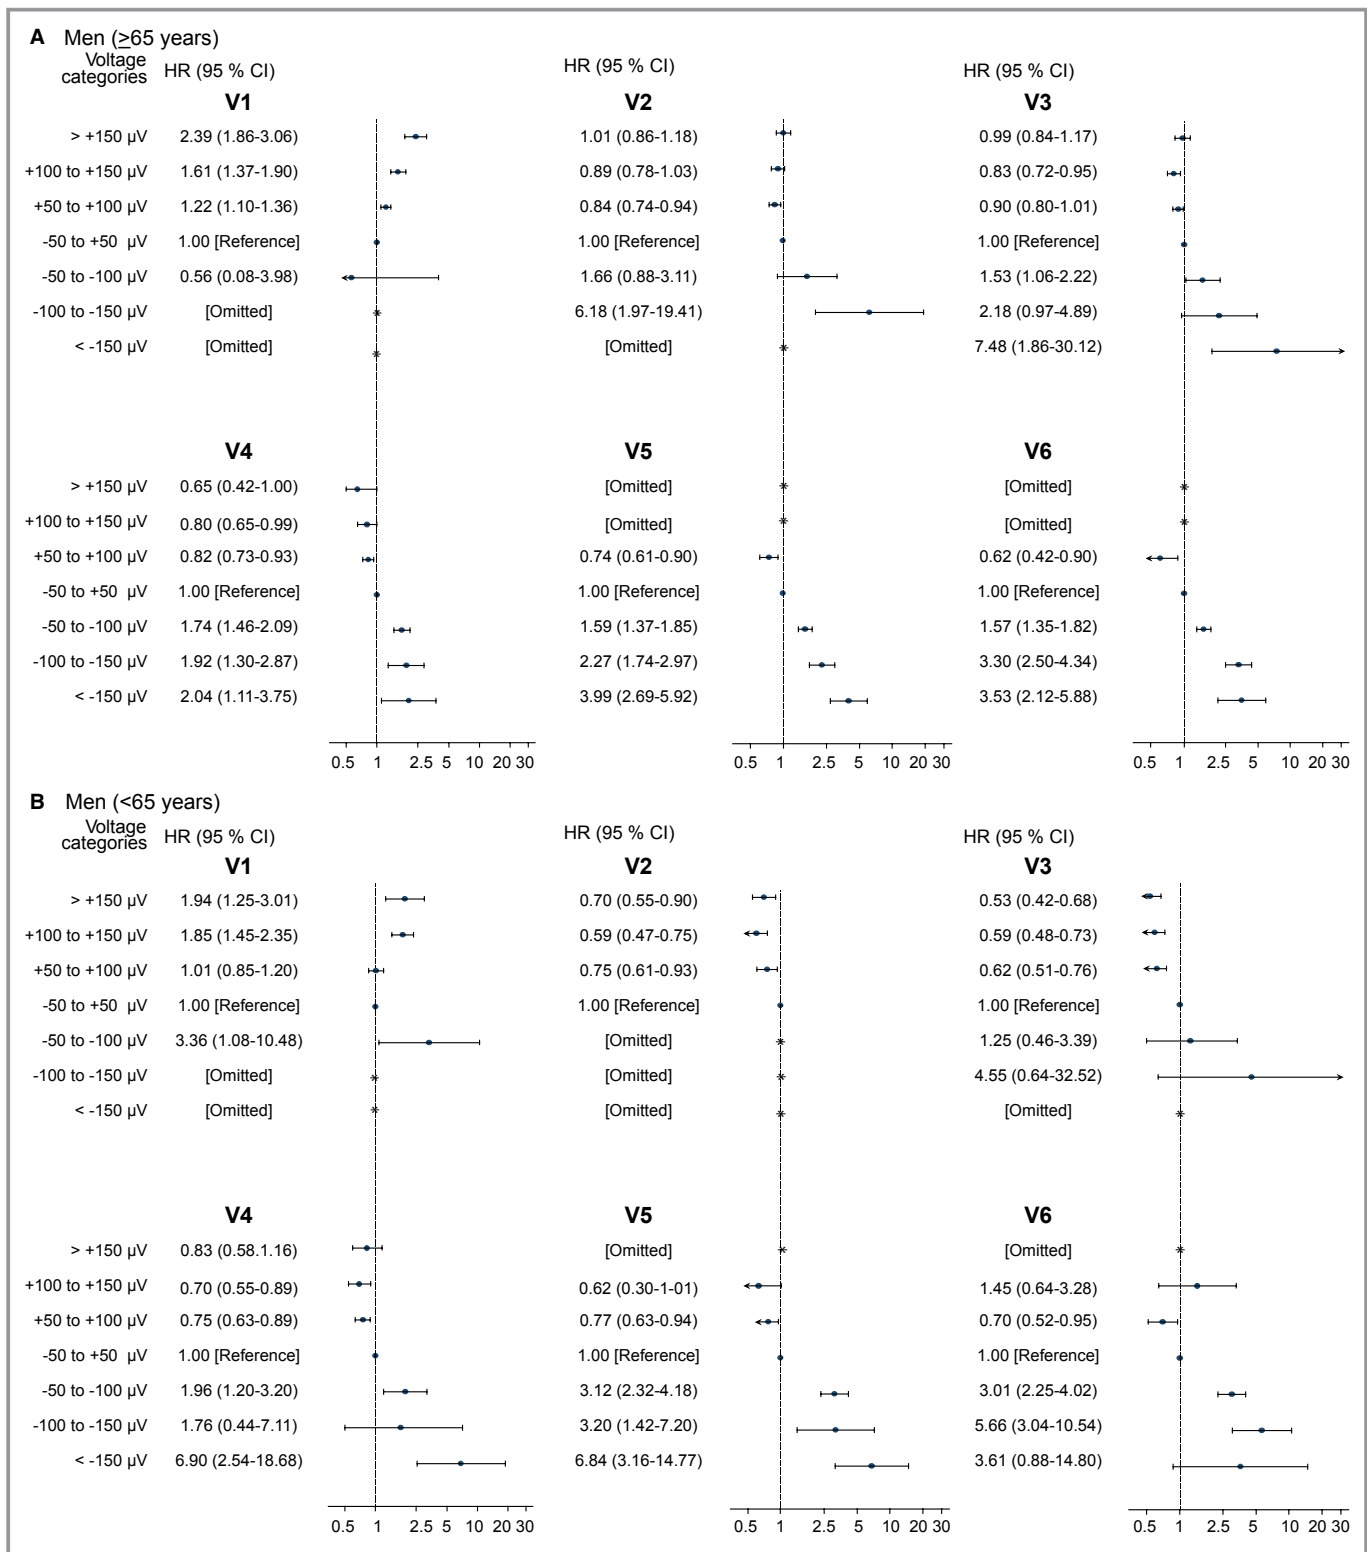 A Men (≥65 years)
Voltage categories HR (95 % CI) HR (95 % CI) HR (95 % CI)
V1 V2 V3
> +150 µV 2.39 (1.86-3.06) 1.01 (0.86-1.18) 0.99 (0.84-1.17)
+100 to +150 µV 1.61 (1.37-1.90) 0.89 (0.78-1.03) 0.83 (0.72-0.95)
+50 to +100 µV 1.22 (1.10-1.36) 0.84 (0.74-0.94) 0.90 (0.80-1.01)
-50 to +50 µV 1.00 [Reference] 1.00 [Reference] 1.00 [Reference]
-50 to -100 µV 0.56 (0.08-3.98) 1.66 (0.88-3.11) 1.53 (1.06-2.22)
-100 to -150 µV [Omitted] 6.18 (1.97-19.41) 2.18 (0.97-4.89)
< -150 µV [Omitted] [Omitted] 7.48 (1.86-30.12)
V4 V5 V6
> +150 µV 0.65 (0.42-1.00) [Omitted] [Omitted]
+100 to +150 µV 0.80 (0.65-0.99) [Omitted] [Omitted]
+50 to +100 µV 0.82 (0.73-0.93) 0.74 (0.61-0.90) 0.62 (0.42-0.90)
-50 to +50 µV 1.00 [Reference] 1.00 [Reference] 1.00 [Reference]
-50 to -100 µV 1.74 (1.46-2.09) 1.59 (1.37-1.85) 1.57 (1.35-1.82)
-100 to -150 µV 1.92 (1.30-2.87) 2.27 (1.74-2.97) 3.30 (2.50-4.34)
< -150 µV 2.04 (1.11-3.75) 3.99 (2.69-5.92) 3.53 (2.12-5.88)
0.5 1 2.5 5 10 20 30 0.5 1 2.5 5 10 20 30 0.5 1 2.5 5 10 20 30
B Men (<65 years)
Voltage categories HR (95 % CI) HR (95 % CI) HR (95 % CI)
V1 V2 V3
> +150 µV 1.94 (1.25-3.01) 0.70 (0.55-0.90) 0.53 (0.42-0.68)
+100 to +150 µV 1.85 (1.45-2.35) 0.59 (0.47-0.75) 0.59 (0.48-0.73)
+50 to +100 µV 1.01 (0.85-1.20) 0.75 (0.61-0.93) 0.62 (0.51-0.76)
-50 to +50 µV 1.00 [Reference] 1.00 [Reference] 1.00 [Reference]
-50 to -100 µV 3.36 (1.08-10.48) [Omitted] 1.25 (0.46-3.39)
-100 to -150 µV [Omitted] [Omitted] 4.55 (0.64-32.52)
< -150 µV [Omitted] [Omitted] [Omitted]
V4 V5 V6
> +150 µV 0.83 (0.58.1.16) [Omitted] [Omitted]
+100 to +150 µV 0.70 (0.55-0.89) 0.62 (0.30-1-01) 1.45 (0.64-3.28)
+50 to +100 µV 0.75 (0.63-0.89) 0.77 (0.63-0.94) 0.70 (0.52-0.95)
-50 to +50 µV 1.00 [Reference] 1.00 [Reference] 1.00 [Reference]
-50 to -100 µV 1.96 (1.20-3.20) 3.12 (2.32-4.18) 3.01 (2.25-4.02)
-100 to -150 µV 1.76 (0.44-7.11) 3.20 (1.42-7.20) 5.66 (3.04-10.54)
< -150 µV 6.90 (2.54-18.68) 6.84 (3.16-14.77) 3.61 (0.88-14.80)
0.5 1 2.5 5 10 20 30 0.5 1 2.5 5 10 20 30 0.5 1 2.5 5 10 20 30